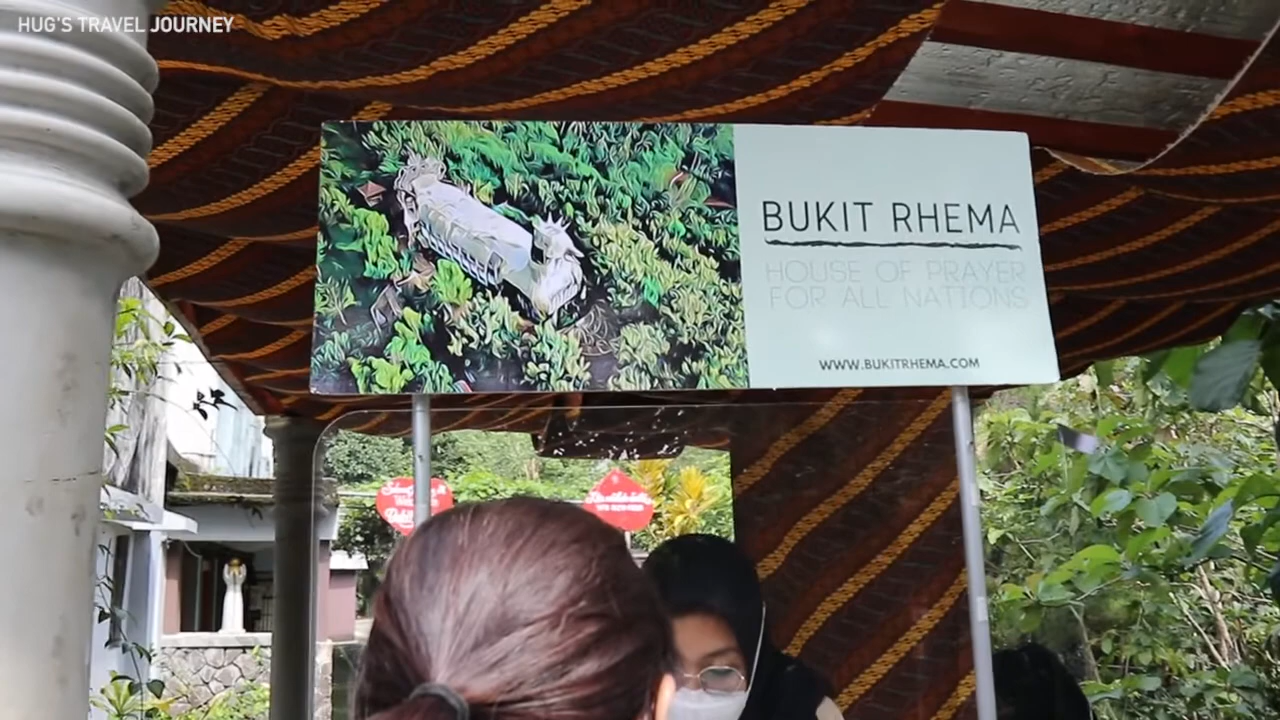 HUG'S TRAVEL JOURNEY
BUKIT RHEMA
HOUSE OF PRAYER
FOR ALL NATIONS
WWW.BUKITRHEMA.COM